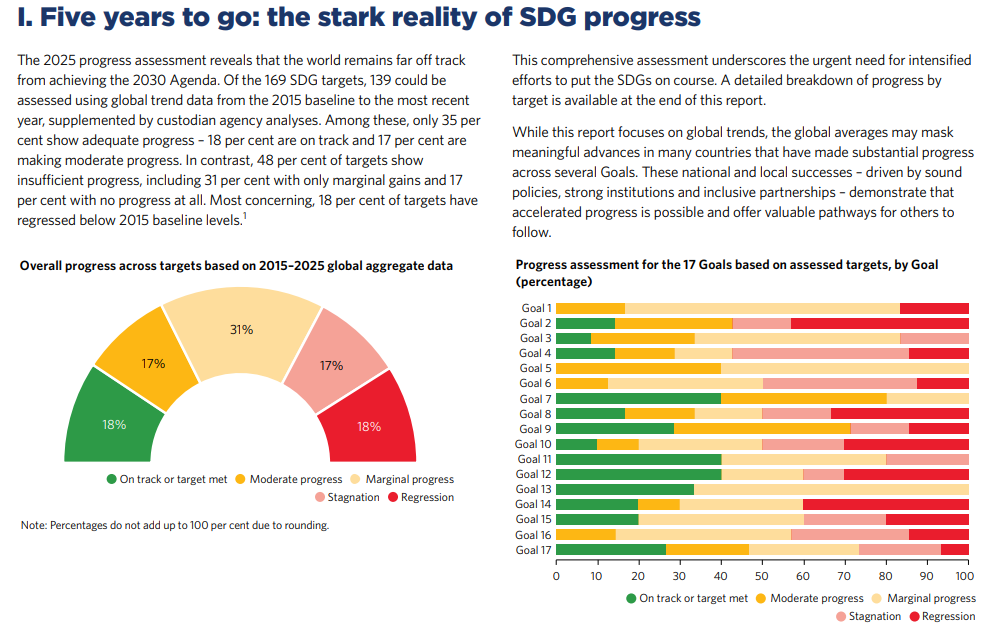 I. Five years to go: the stark reality of SDG progress
The 2025 progress assessment reveals that the world remains far off track
from achieving the 2030 Agenda. Of the 169 SDG targets, 139 could be
assessed using global trend data from the 2015 baseline to the most recent
year, supplemented by custodian agency analyses. Among these, only 35 per
cent show adequate progress – 18 per cent are on track and 17 per cent are
making moderate progress. In contrast, 48 per cent of targets show
insufficient progress, including 31 per cent with only marginal gains and 17
per cent with no progress at all. Most concerning, 18 per cent of targets have
regressed below 2015 baseline levels.1
Overall progress across targets based on 2015–2025 global aggregate data
31%
17%
17%
18%
18%
On track or target met
Moderate progress
Marginal progress
Stagnation
Regression
Note: Percentages do not add up to 100 per cent due to rounding.
This comprehensive assessment underscores the urgent need for intensified
efforts to put the SDGs on course. A detailed breakdown of progress by
target is available at the end of this report.
While this report focuses on global trends, the global averages may mask
meaningful advances in many countries that have made substantial progress
across several Goals. These national and local successes – driven by sound
policies, strong institutions and inclusive partnerships – demonstrate that
accelerated progress is possible and offer valuable pathways for others to
follow.
Progress assessment for the 17 Goals based on assessed targets, by Goal
(percentage)
Goal 1
Goal 2
Goal 3
Goal 4
Goal 5
Goal 6
Goal 7
Goal 8
Goal 9
Goal 10
Goal 11
Goal 12
Goal 13
Goal 14
Goal 15
Goal 16
Goal 17
0 10 20 30 40 50 60 70 80 90 100
On track or target met
Moderate progress
Marginal progress
Stagnation
Regression